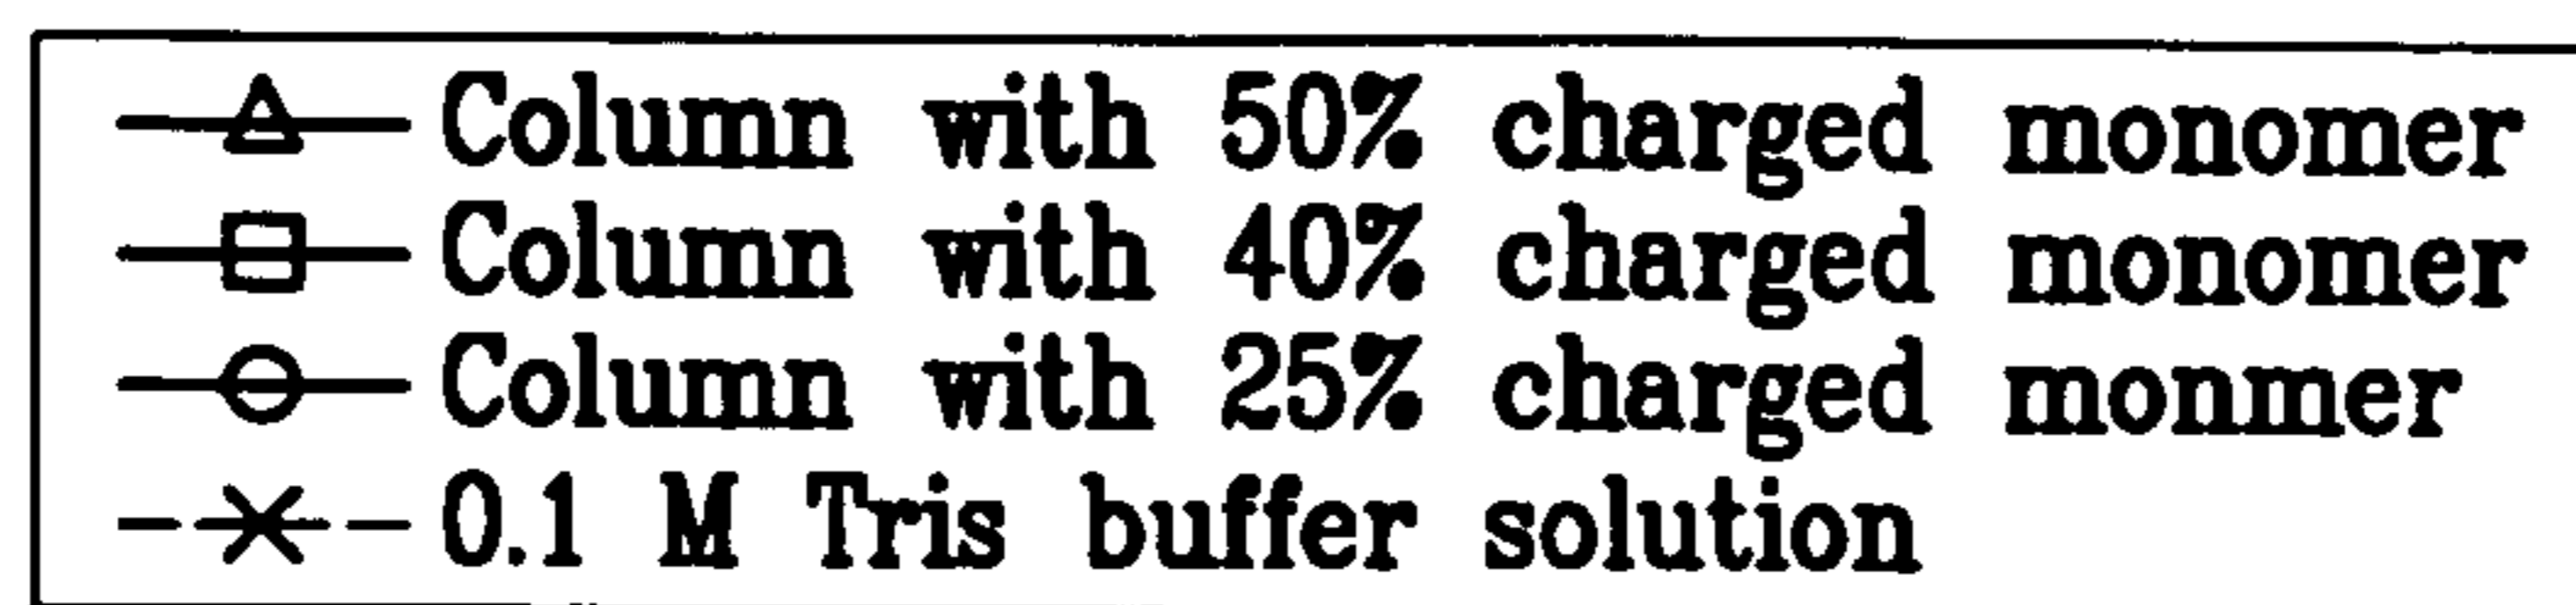 Column with 50% charged monomer
Column with 40% charged monomer
Column with 25% charged monmer
0.1 M Tris buffer solution